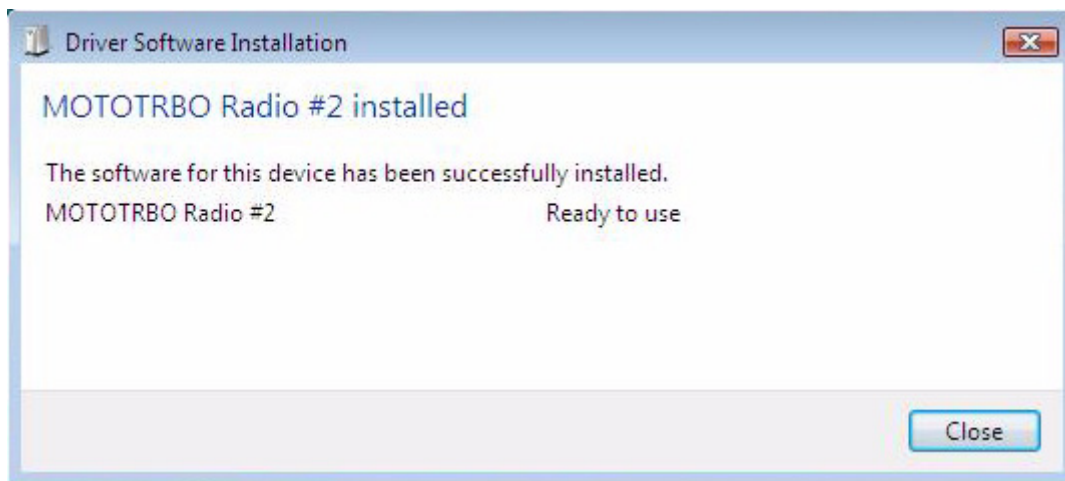 Driver Software Installation
MOTOTRBO Radio #2 installed
The software for this device has been successfully installed.
MOTOTRBO Radio #2 Ready to use
Close